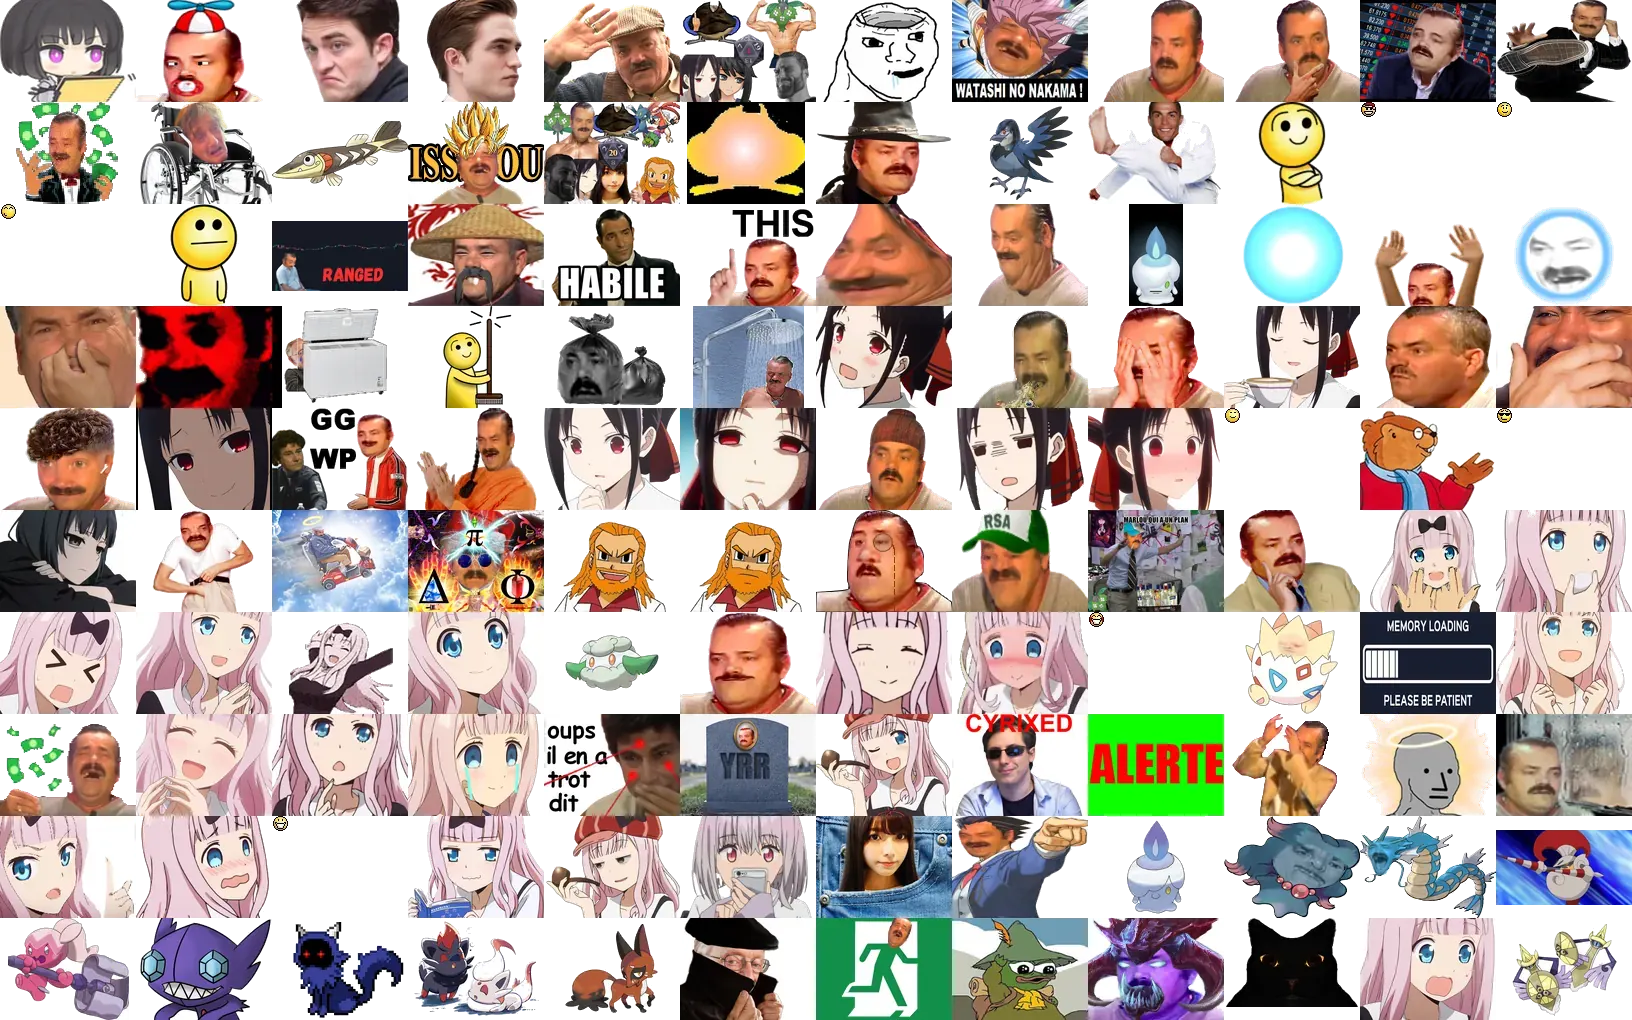 WATASHI NO NAKAMA !
ISS OU
THIS
RANGED
HABILE
GG
WP
π
Δ
Φ
RSA
MARLOU QUI A UN PLAN
20
MEMORY LOADING
PLEASE BE PATIENT
oups
il en a
trot
dit
YRR
CYRIXED
ALERTE